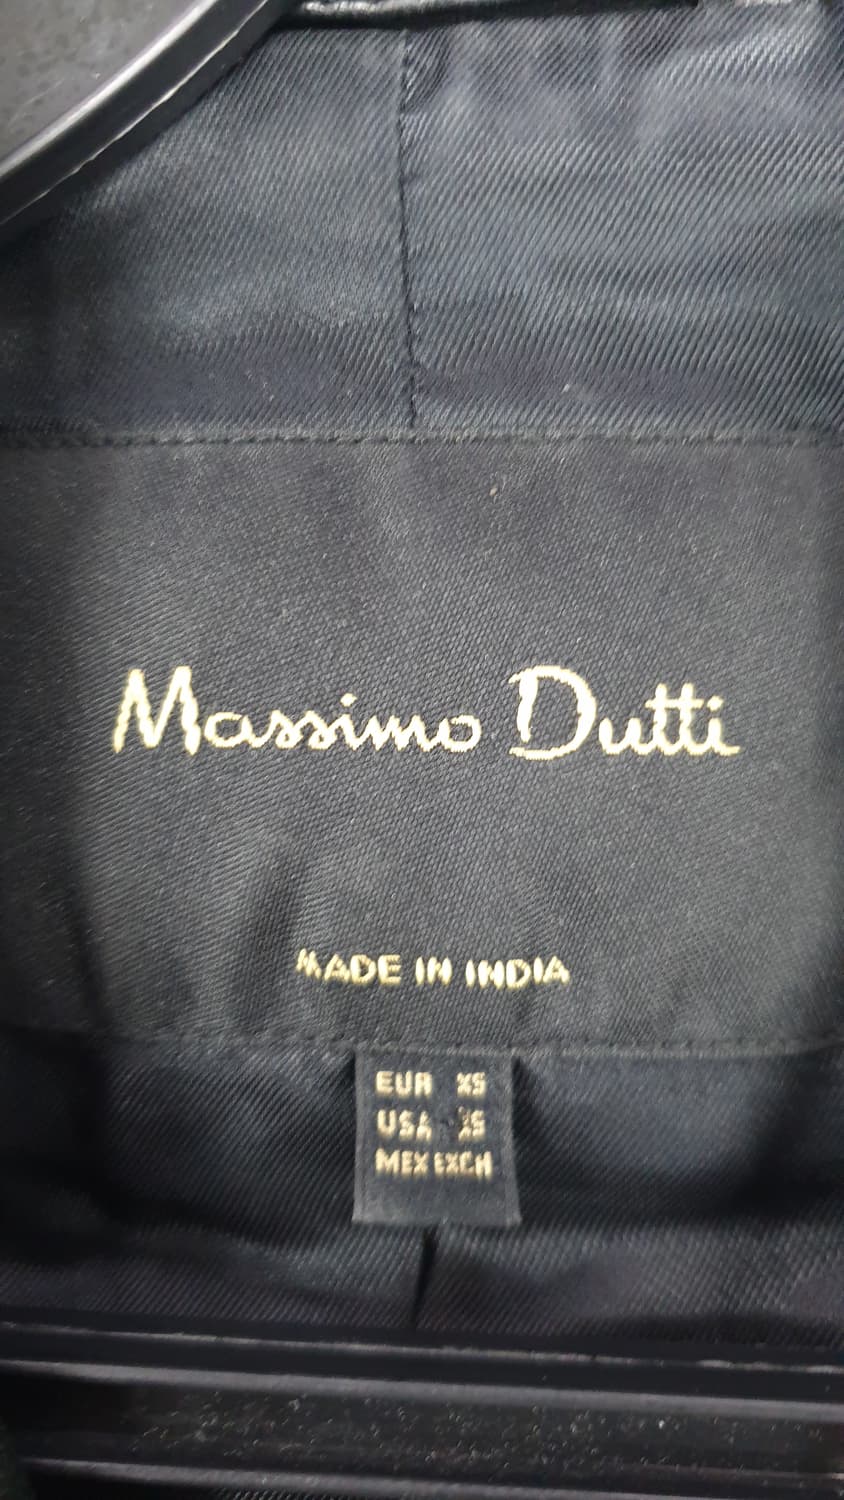 Massimo Dutti
MADE IN INDIA
EUR XS
USA XS
MEX EXCH